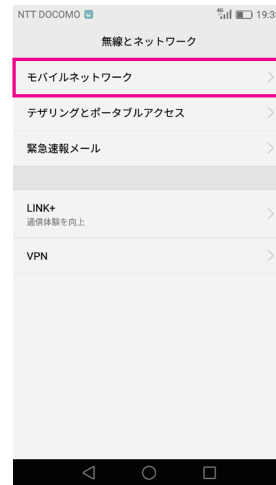 NTT DOCOMO 4G 19:3
無線とネットワーク
モバイルネットワーク
テザリングとポータブルアクセス
緊急速報メール
LINK+
通信体験を向上
VPN